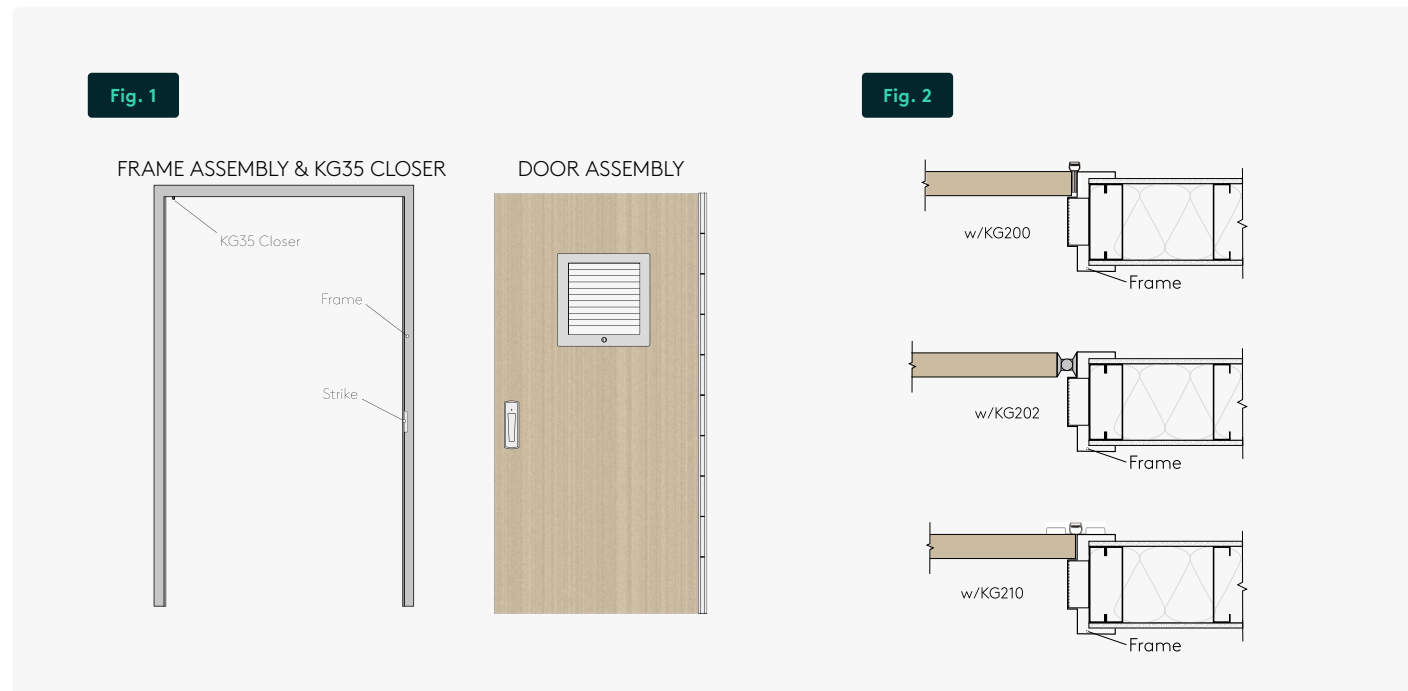 Fig. 1
FRAME ASSEMBLY & KG35 CLOSER
DOOR ASSEMBLY
KG35 Closer
Frame
Strike
Fig. 2
w/KG200
Frame
w/KG202
Frame
w/KG210
Frame